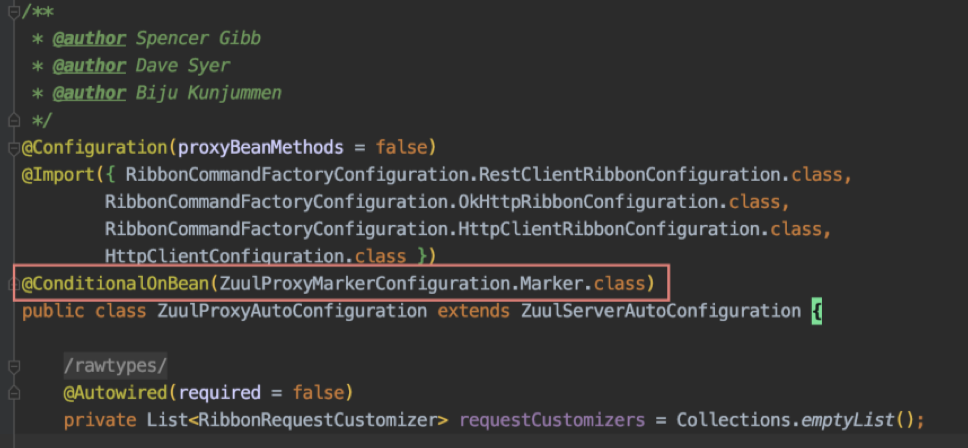 /**
 * @author Spencer Gibb
 * @author Dave Syer
 * @author Biju Kunjummen
 */
@Configuration(proxyBeanMethods = false)
@Import({ RibbonCommandFactoryConfiguration.RestClientRibbonConfiguration.class,
        RibbonCommandFactoryConfiguration.OkHttpRibbonConfiguration.class,
        RibbonCommandFactoryConfiguration.HttpClientRibbonConfiguration.class,
        HttpClientConfiguration.class })
@ConditionalOnBean(ZuulProxyMarkerConfiguration.Marker.class)
public class ZuulProxyAutoConfiguration extends ZuulServerAutoConfiguration {
    /rawtypes/
    @Autowired(required = false)
    private List<RibbonRequestCustomizer> requestCustomizers = Collections.emptyList();